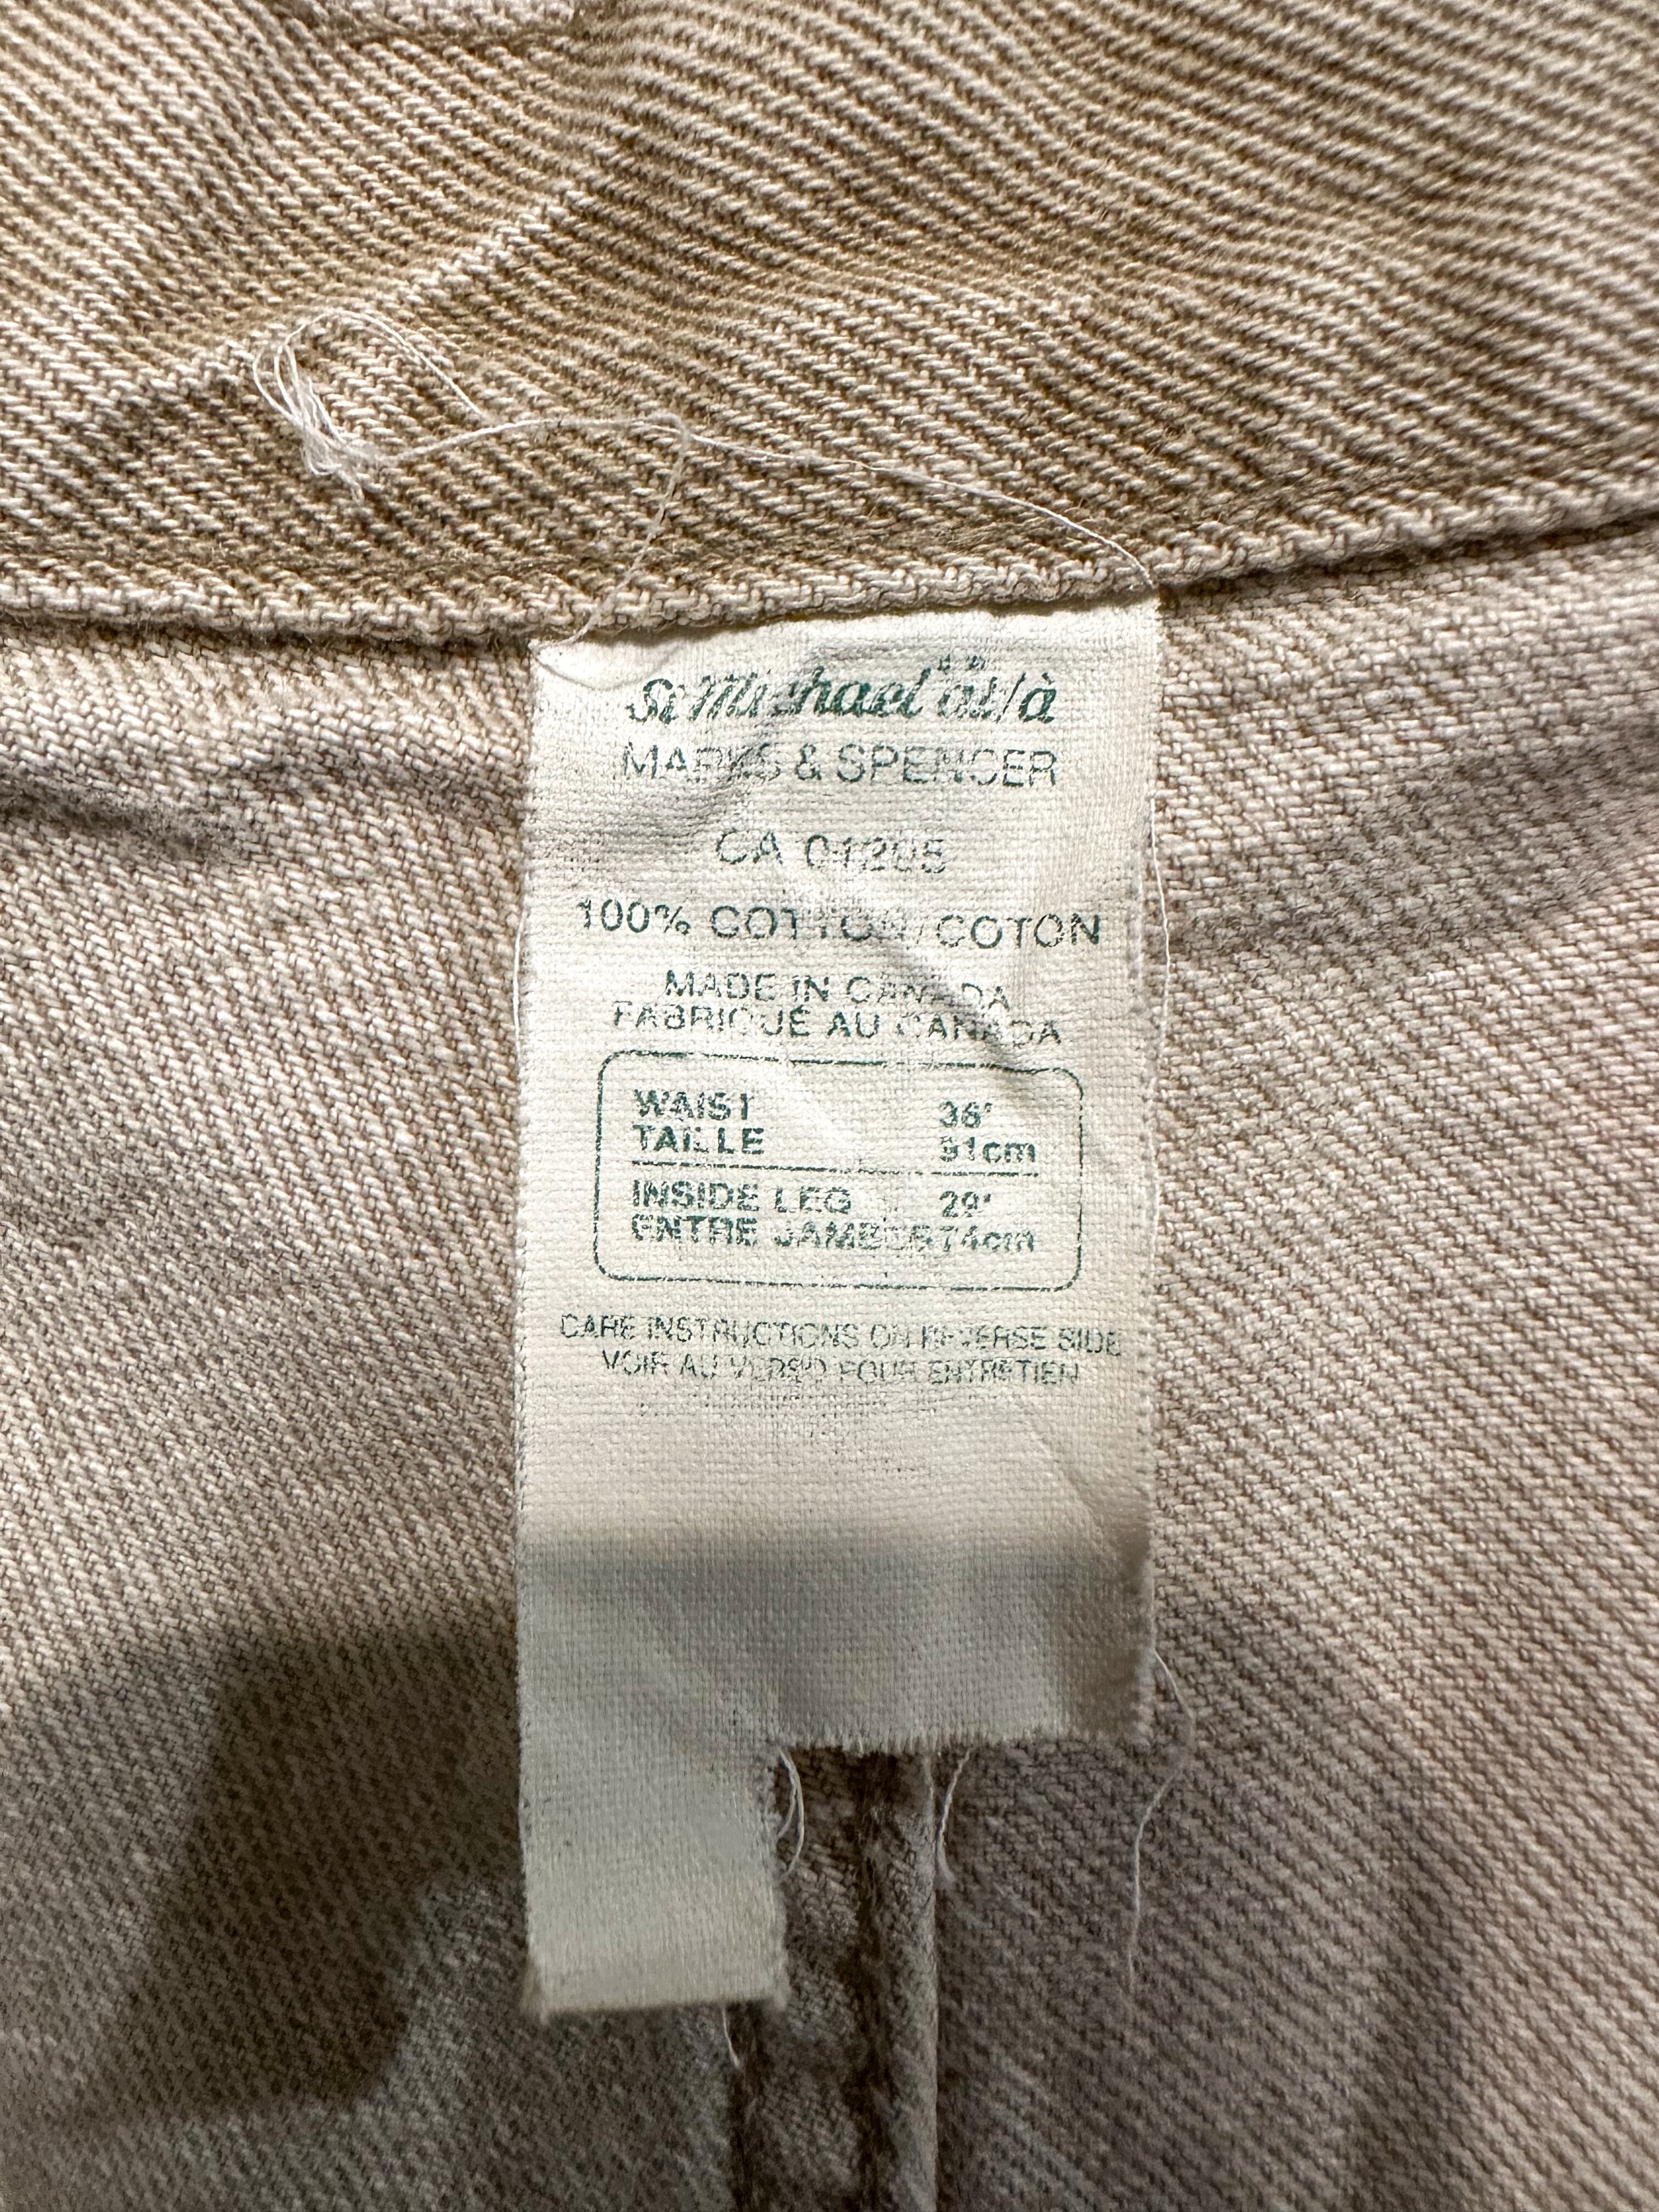 St Michael" at/à
MARKS & SPENCER
CA 01205
100% COTTON/COTON
MADE IN CANADA
FABRIQUÉ AU CANADA
WAIST 36"
TAILLE 91cm
INSIDE LEG 29"
ENTRE JAMBES 74cm
CARE INSTRUCTIONS ON REVERSE SIDE
VOIR AU VERSO POUR ENTRETIEN